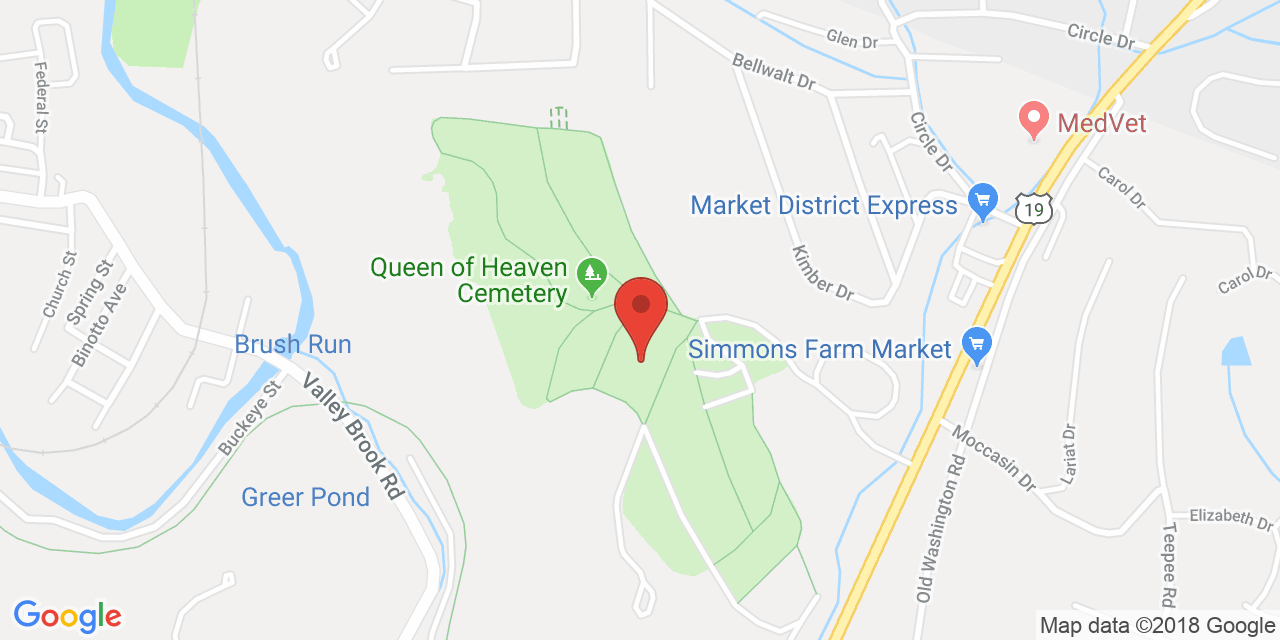 Glen Dr
Circle Dr
Bellwalt Dr
Federal St
Circle Dr
MedVet
Carol Dr
Market District Express
19
Church St
Spring St
Binotto Ave
Queen of Heaven
Cemetery
Kimber Dr
Carol Dr
Brush Run
Simmons Farm Market
Buckeye St
Valley Brook Rd
Moccasin Dr
Lariat Dr
Greer Pond
Old Washington Rd
Elizabeth Dr
Teepee Rd
Google
Map data ©2018 Google